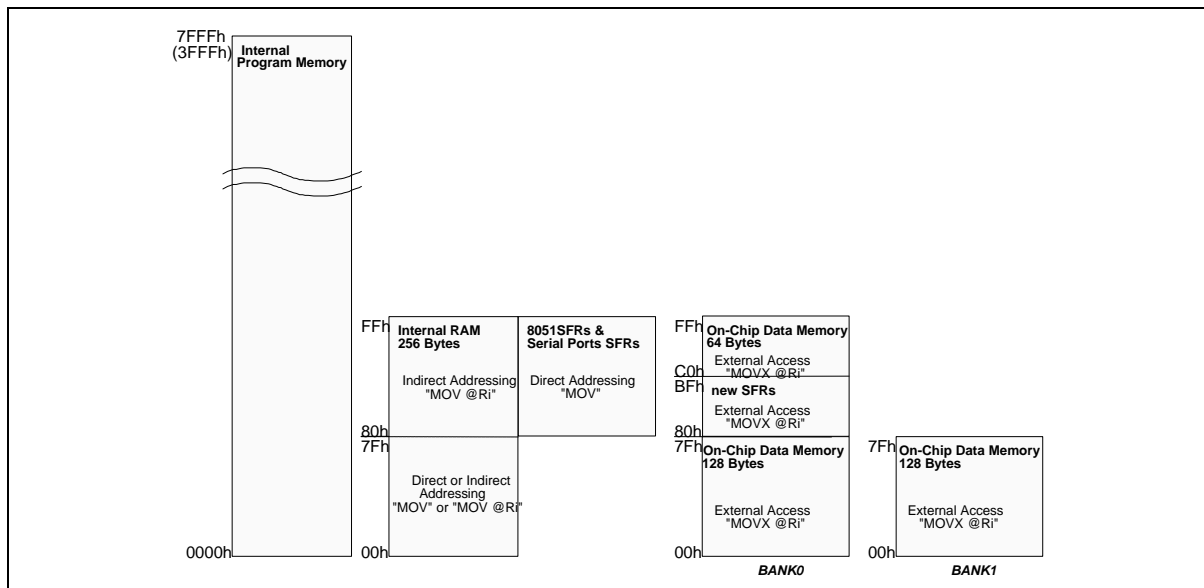 7FFFh
(3FFFh)
Internal
Program Memory
0000h
FFh
Internal RAM
256 Bytes
Indirect Addressing
"MOV @Ri"
80h
7Fh
Direct or Indirect
Addressing
"MOV" or "MOV @Ri"
00h
8051SFRs &
Serial Ports SFRs
Direct Addressing
"MOV"
FFh
On-Chip Data Memory
64 Bytes
External Access
"MOVX @Ri"
C0h
BFh
new SFRs
External Access
"MOVX @Ri"
80h
7Fh
On-Chip Data Memory
128 Bytes
External Access
"MOVX @Ri"
00h
BANK0
7Fh
On-Chip Data Memory
128 Bytes
External Access
"MOVX @Ri"
00h
BANK1